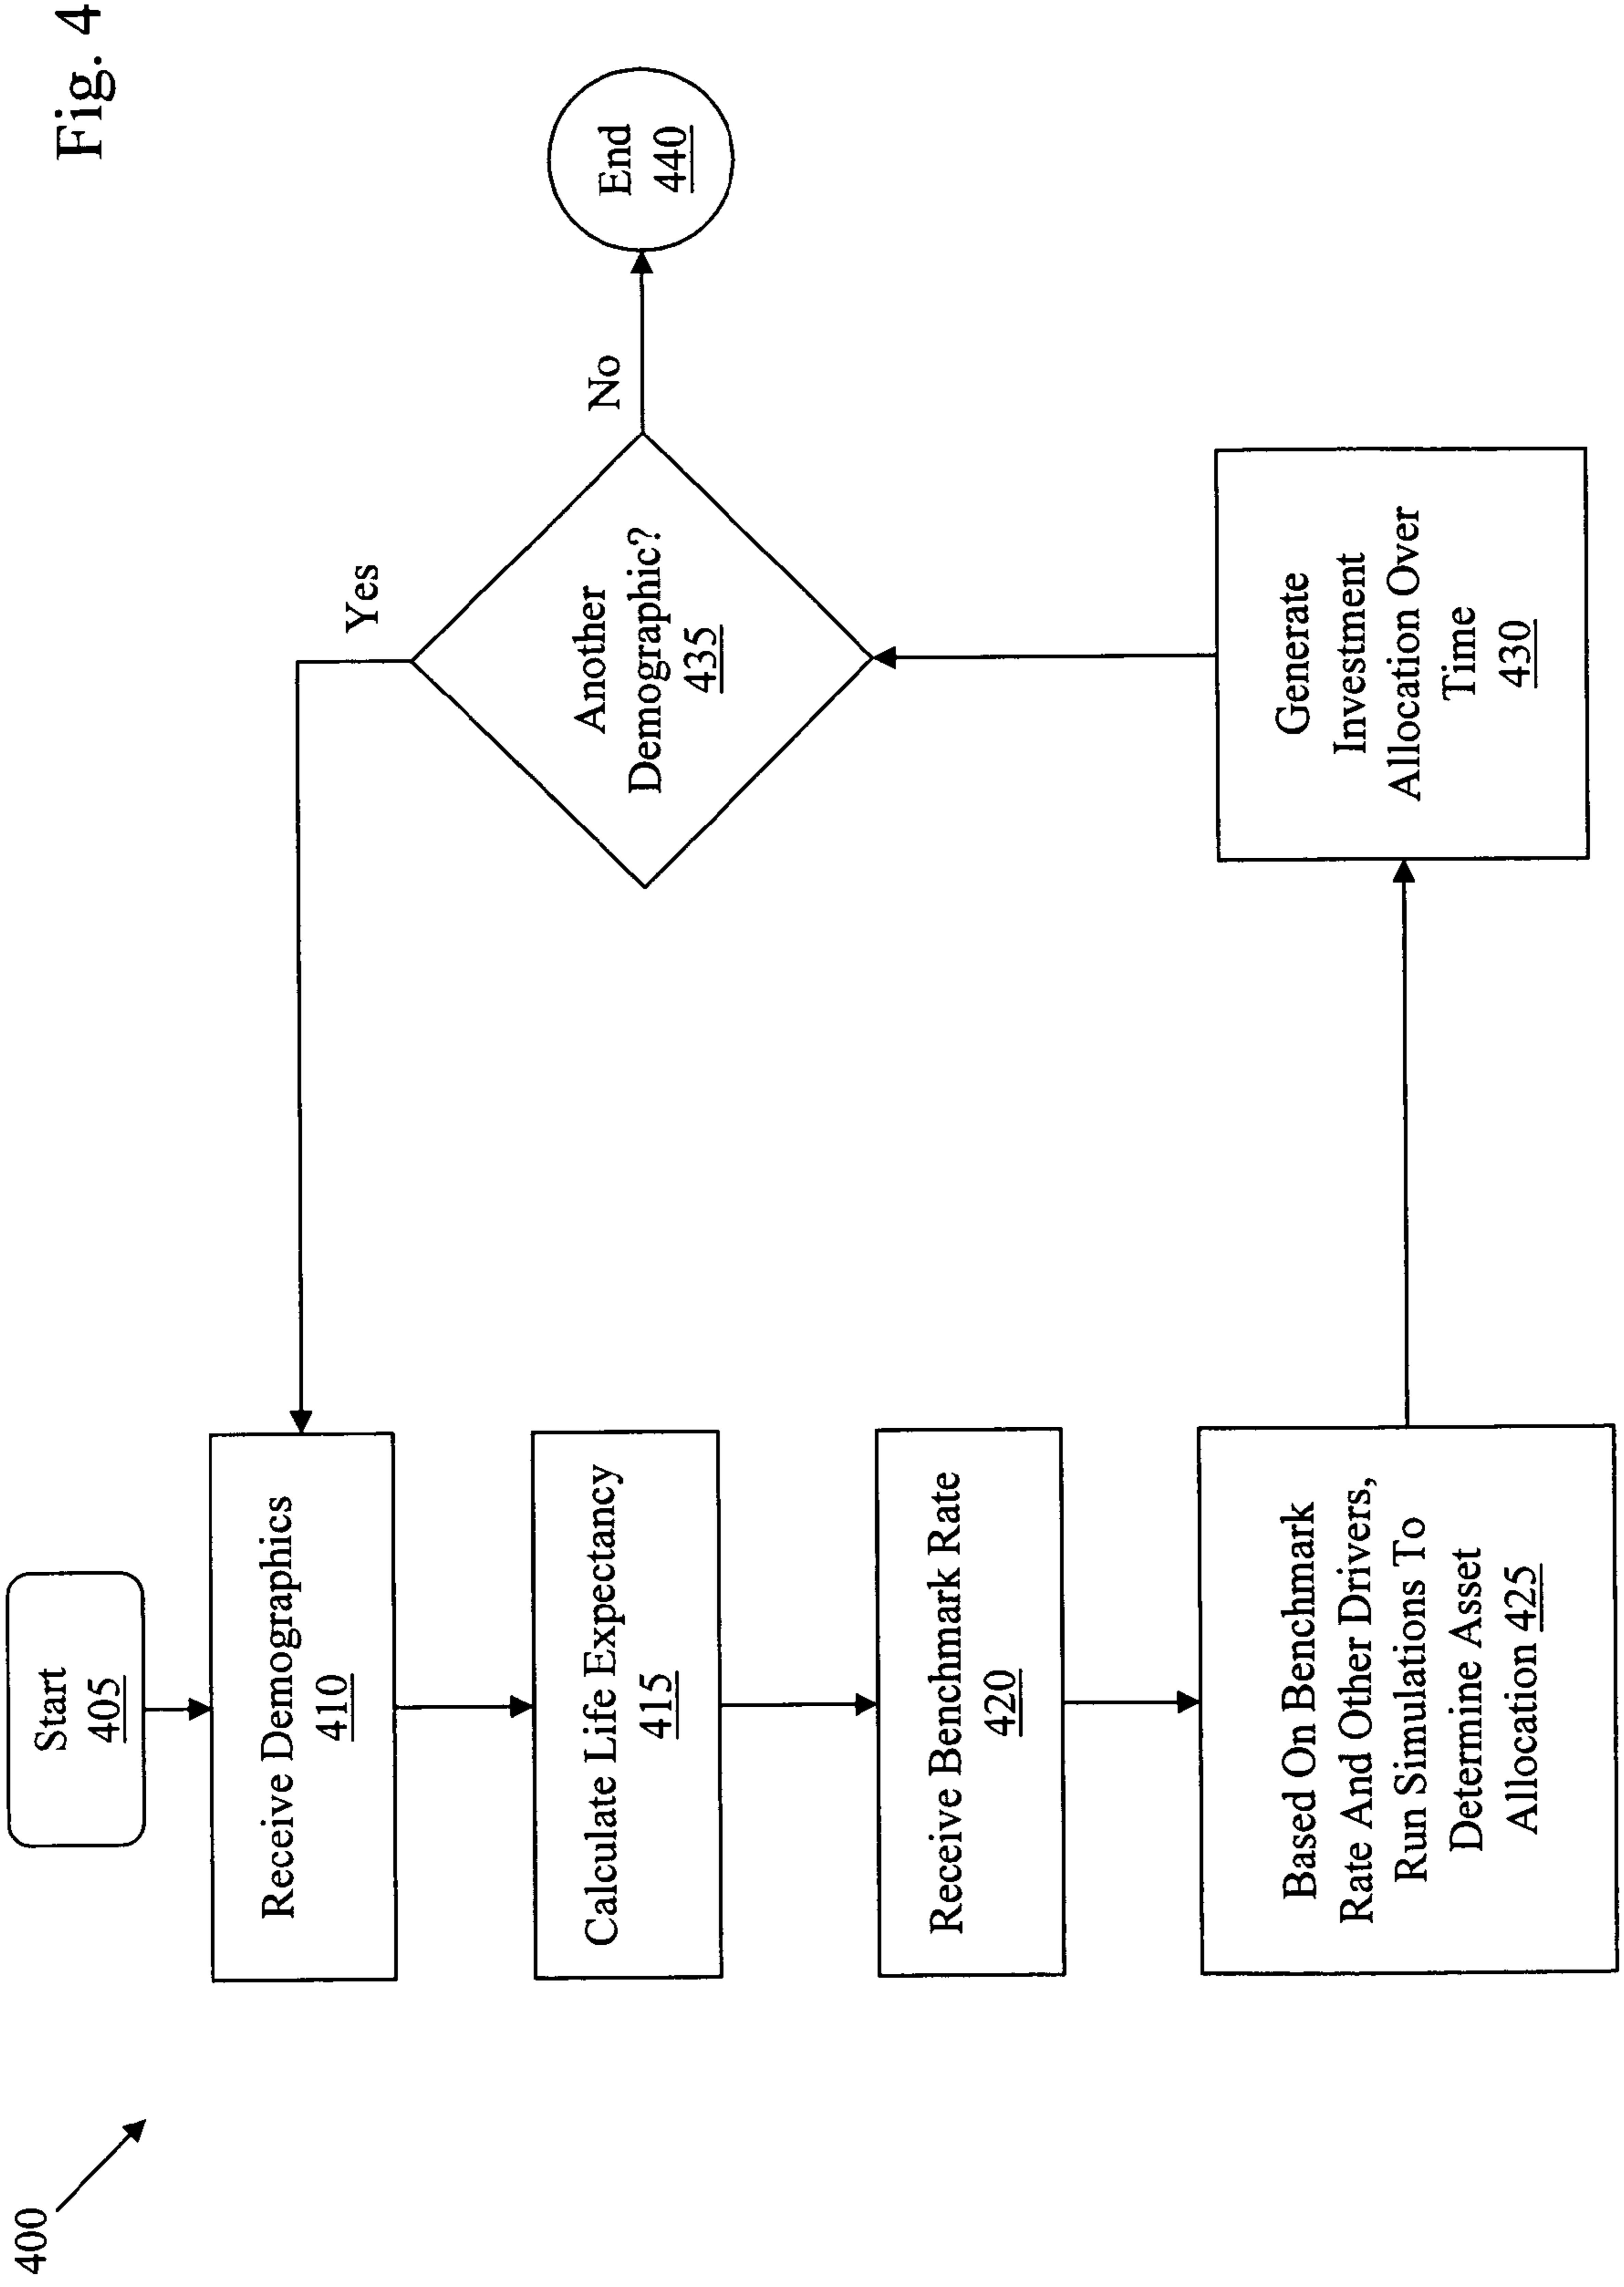 Fig. 4
400
Start
405
Receive Demographics
410
Calculate Life Expectancy
415
Receive Benchmark Rate
420
Based On Benchmark
Rate And Other Drivers,
Run Simulations To
Determine Asset
Allocation 425
Generate
Investment
Allocation Over
Time
430
Another
Demographic?
435
Yes
No
End
440